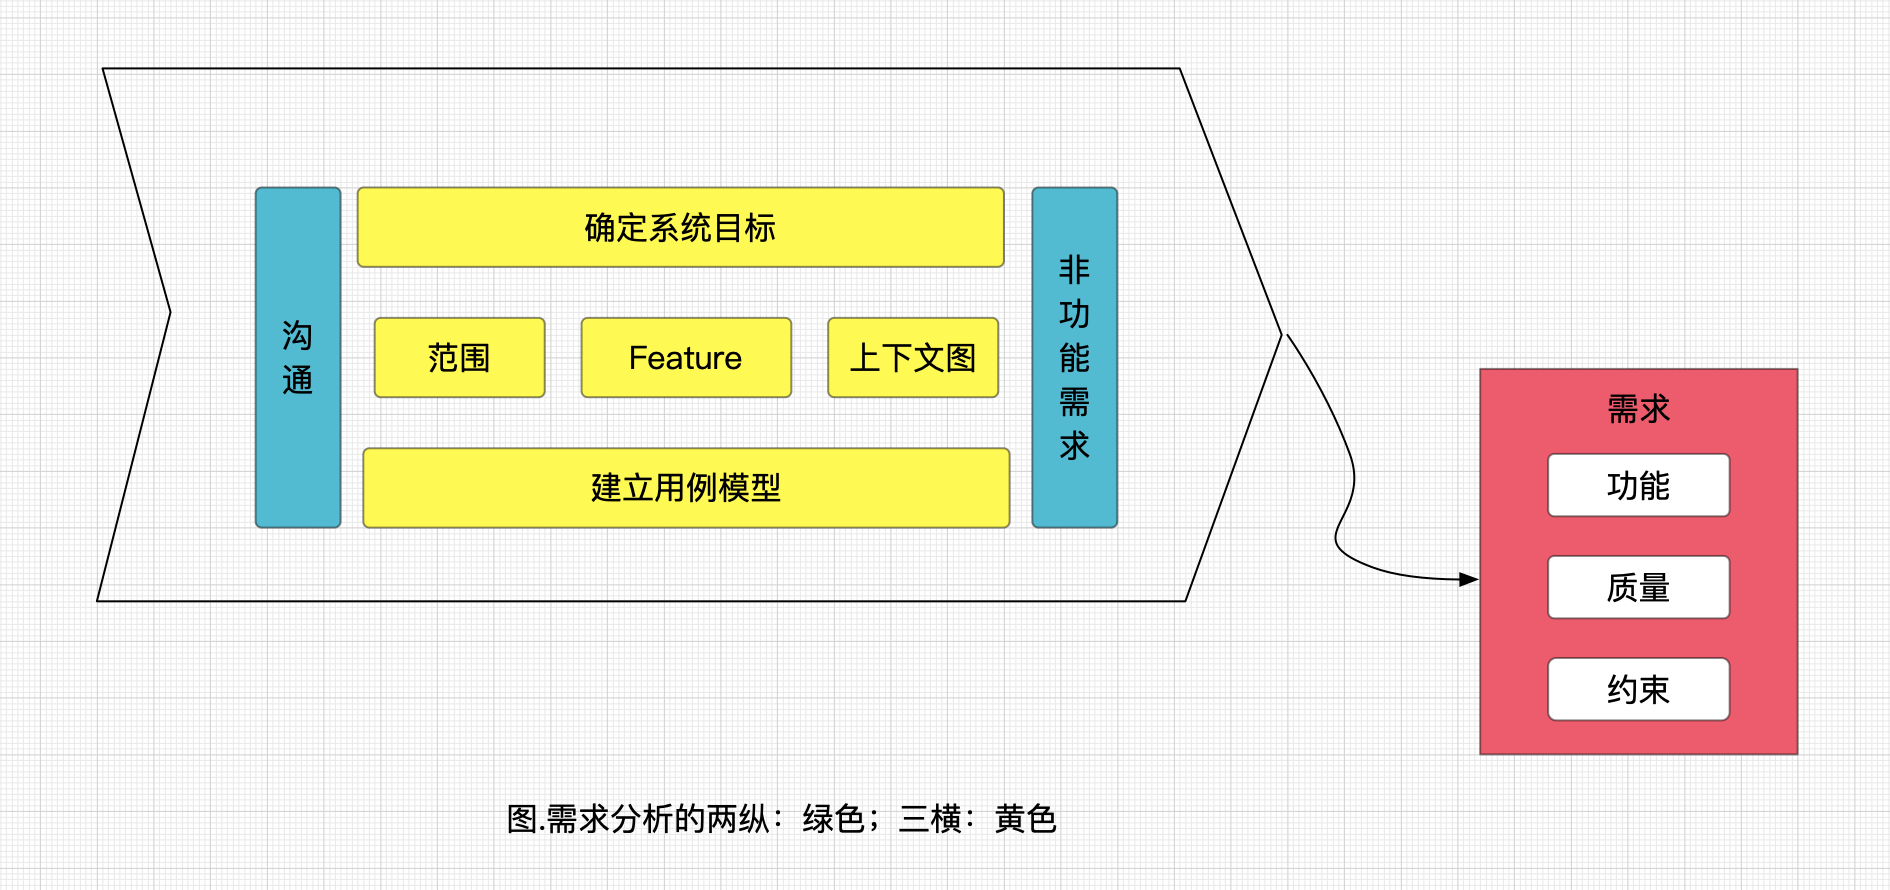 确定系统目标
沟
通
范围
Feature
上下文图
建立用例模型
非
功
能
需
求
需求
功能
质量
约束
图.需求分析的两纵：绿色；三横：黄色